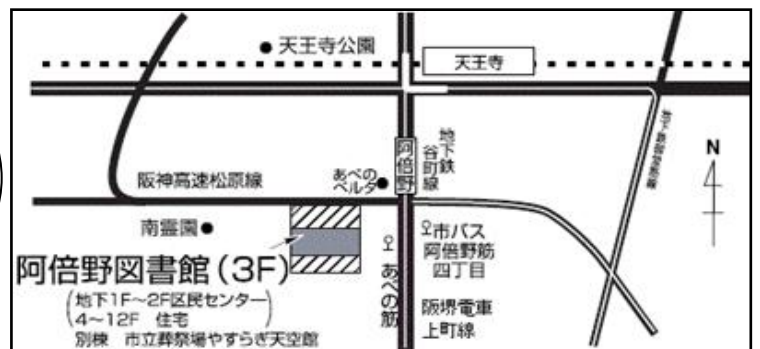 天王寺公園
天王寺
地下鉄
谷町線
阿倍野
あべの
ベルタ
阪神高速松原線
N
南霊園
市バス
阿倍野筋
四丁目
あべの筋
阿倍野図書館(3F)
(地下1F~2F区民センター)
4~12F 住宅
別棟 市立葬祭場やすらぎ天空館
阪堺電車
上町線